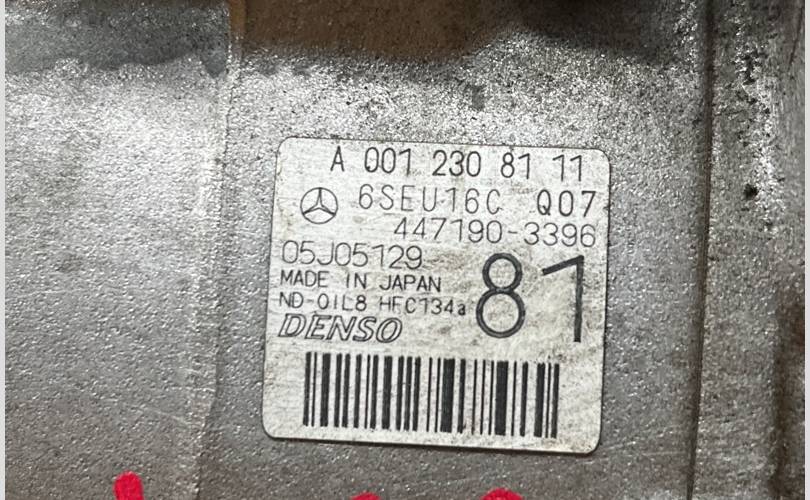 A 001 230 81 11
6SEU16C Q07
447190-3396
05J05129
MADE IN JAPAN
ND-OIL8 HFC134a
81
DENSO